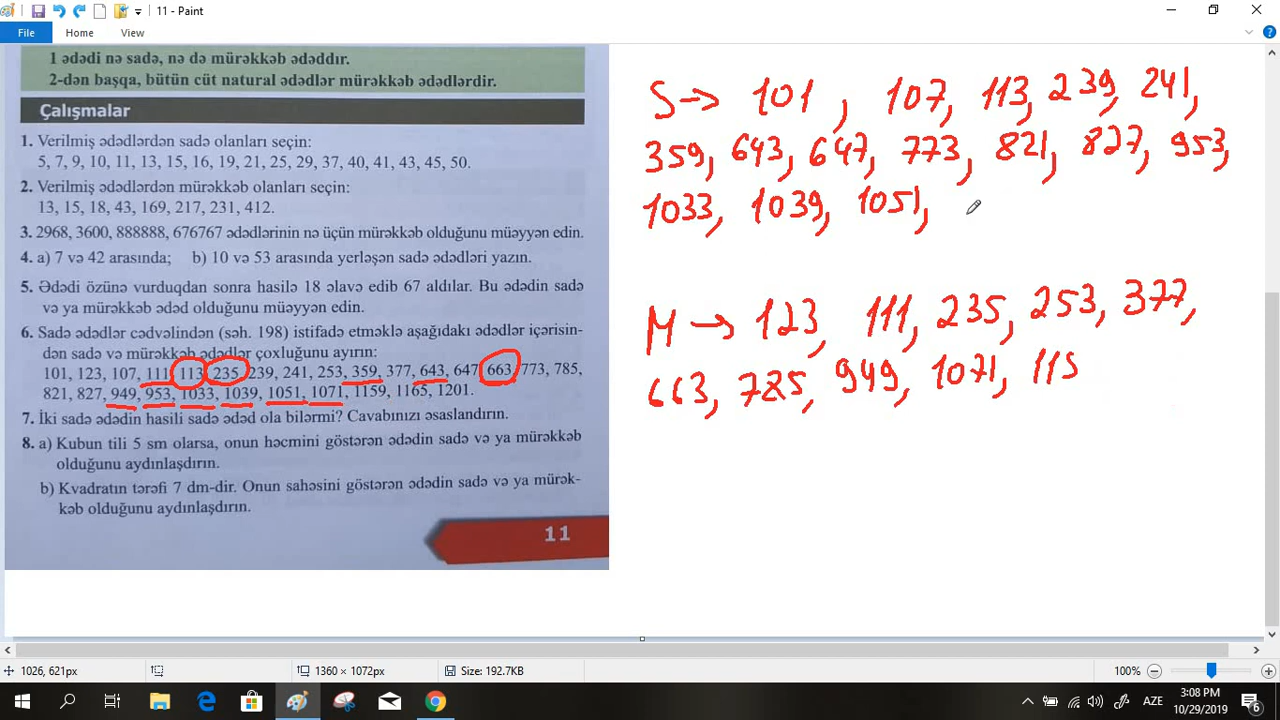 11 - Paint
File Home View
1 ədədi nə sadə, nə də mürəkkəb ədəddir.
2-dən başqa, bütün cüt natural ədədlər mürəkkəb ədədlərdir.
Çalışmalar
1. Verilmiş ədədlərdən sadə olanları seçin:
5, 7, 9, 10, 11, 13, 15, 16, 19, 21, 25, 29, 37, 40, 41, 43, 45, 50.
2. Verilmiş ədədlərdən mürəkkəb olanları seçin:
13, 15, 18, 43, 169, 217, 231, 412.
3. 2968, 3600, 888888, 676767 ədədlərinin nə üçün mürəkkəb olduğunu müəyyən edin.
4. a) 7 və 42 arasında; b) 10 və 53 arasında yerləşən sadə ədədləri yazın.
5. Ədədi özünə vurduqdan sonra hasilə 18 əlavə edib 67 aldılar. Bu ədədin sadə
və ya mürəkkəb ədəd olduğunu müəyyən edin.
6. Sadə ədədlər cədvəlindən (səh. 198) istifadə etməklə aşağıdakı ədədlər içərisin-
dən sadə və mürəkkəb ədədlər çoxluğunu ayırın:
101, 123, 107, 111, 113, 235, 239, 241, 253, 359, 377, 643, 647, 663, 773, 785,
821, 827, 949, 953, 1033, 1039, 1051, 1071, 1159, 1165, 1201.
7. İki sadə ədədin hasili sadə ədəd ola bilərmi? Cavabınızı əsaslandırın.
8. a) Kubun tili 5 sm olarsa, onun həcmini göstərən ədədin sadə və ya mürəkkəb
olduğunu aydınlaşdırın.
b) Kvadratın tərəfi 7 dm-dir. Onun sahəsini göstərən ədədin sadə və ya mürək-
kəb olduğunu aydınlaşdırın.
11
S → 101, 107, 113, 239, 241,
359, 643, 647, 773, 821, 827, 953,
1033, 1039, 1051,
M → 123, 111, 235, 253, 377,
663, 785, 949, 1071, 115
1026, 621px 1360 × 1072px Size: 192.7KB 100%
AZE 3:08 PM
10/29/2019 6